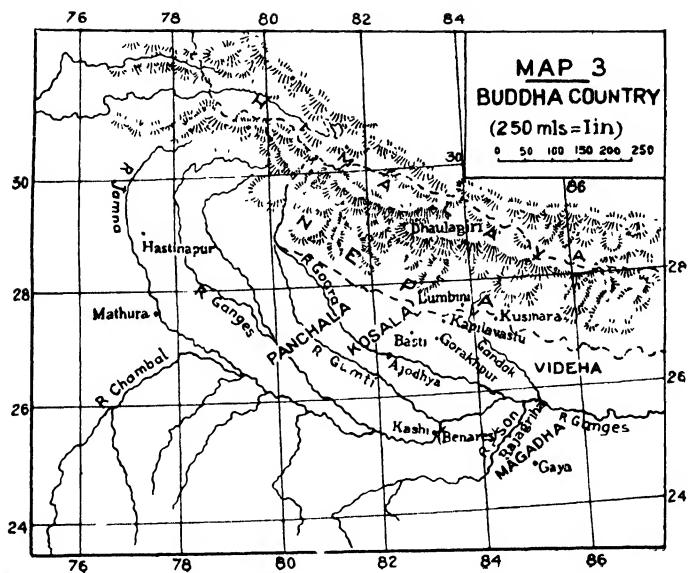 76 78 80 82 84
MAP 3
BUDDHA COUNTRY
(250 mls=1in)
0 50 100 150 200 250
H
I
M
A
L
A
Y
A
30
86
50
R Jamna
Hastinapur
N
E
P
A
L
Dhaulagiri
28
28
R Gogra
Lumbini
Kapilavastu
Kusinara
Mathura
R Ganges
PANCHALA
KOSALA
Basti
Gorakhpur
Gandok
VIDEHA
R Gumti
Ajodhya
R Chambal
26
26
Kashi
(Benares)
R SON
Rajagriha
R Ganges
MAGADHA
Gaya
24
24
76 78 80 82 84 86